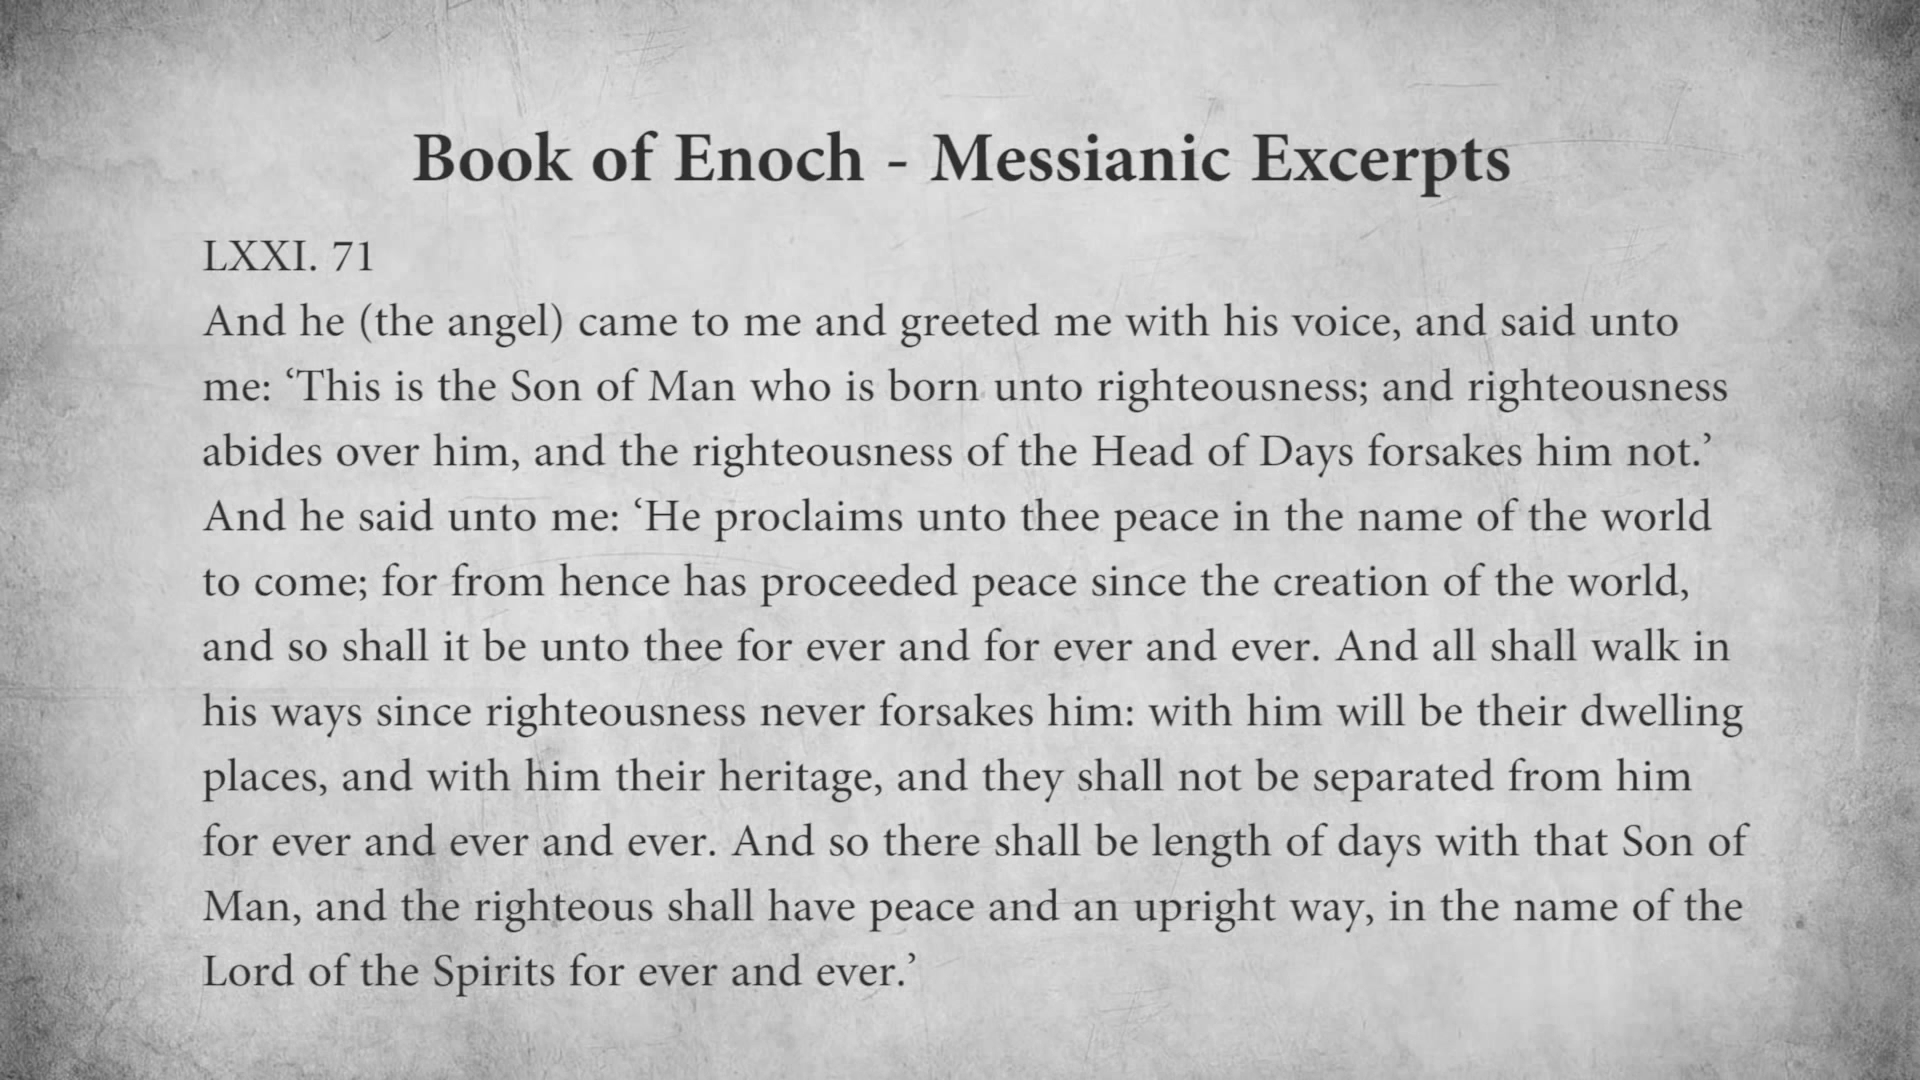 Book of Enoch - Messianic Excerpts
LXXI. 71
And he (the angel) came to me and greeted me with his voice, and said unto
me: ‘This is the Son of Man who is born unto righteousness; and righteousness
abides over him, and the righteousness of the Head of Days forsakes him not.’
And he said unto me: ‘He proclaims unto thee peace in the name of the world
to come; for from hence has proceeded peace since the creation of the world,
and so shall it be unto thee for ever and for ever and ever. And all shall walk in
his ways since righteousness never forsakes him: with him will be their dwelling
places, and with him their heritage, and they shall not be separated from him
for ever and ever and ever. And so there shall be length of days with that Son of
Man, and the righteous shall have peace and an upright way, in the name of the
Lord of the Spirits for ever and ever.’